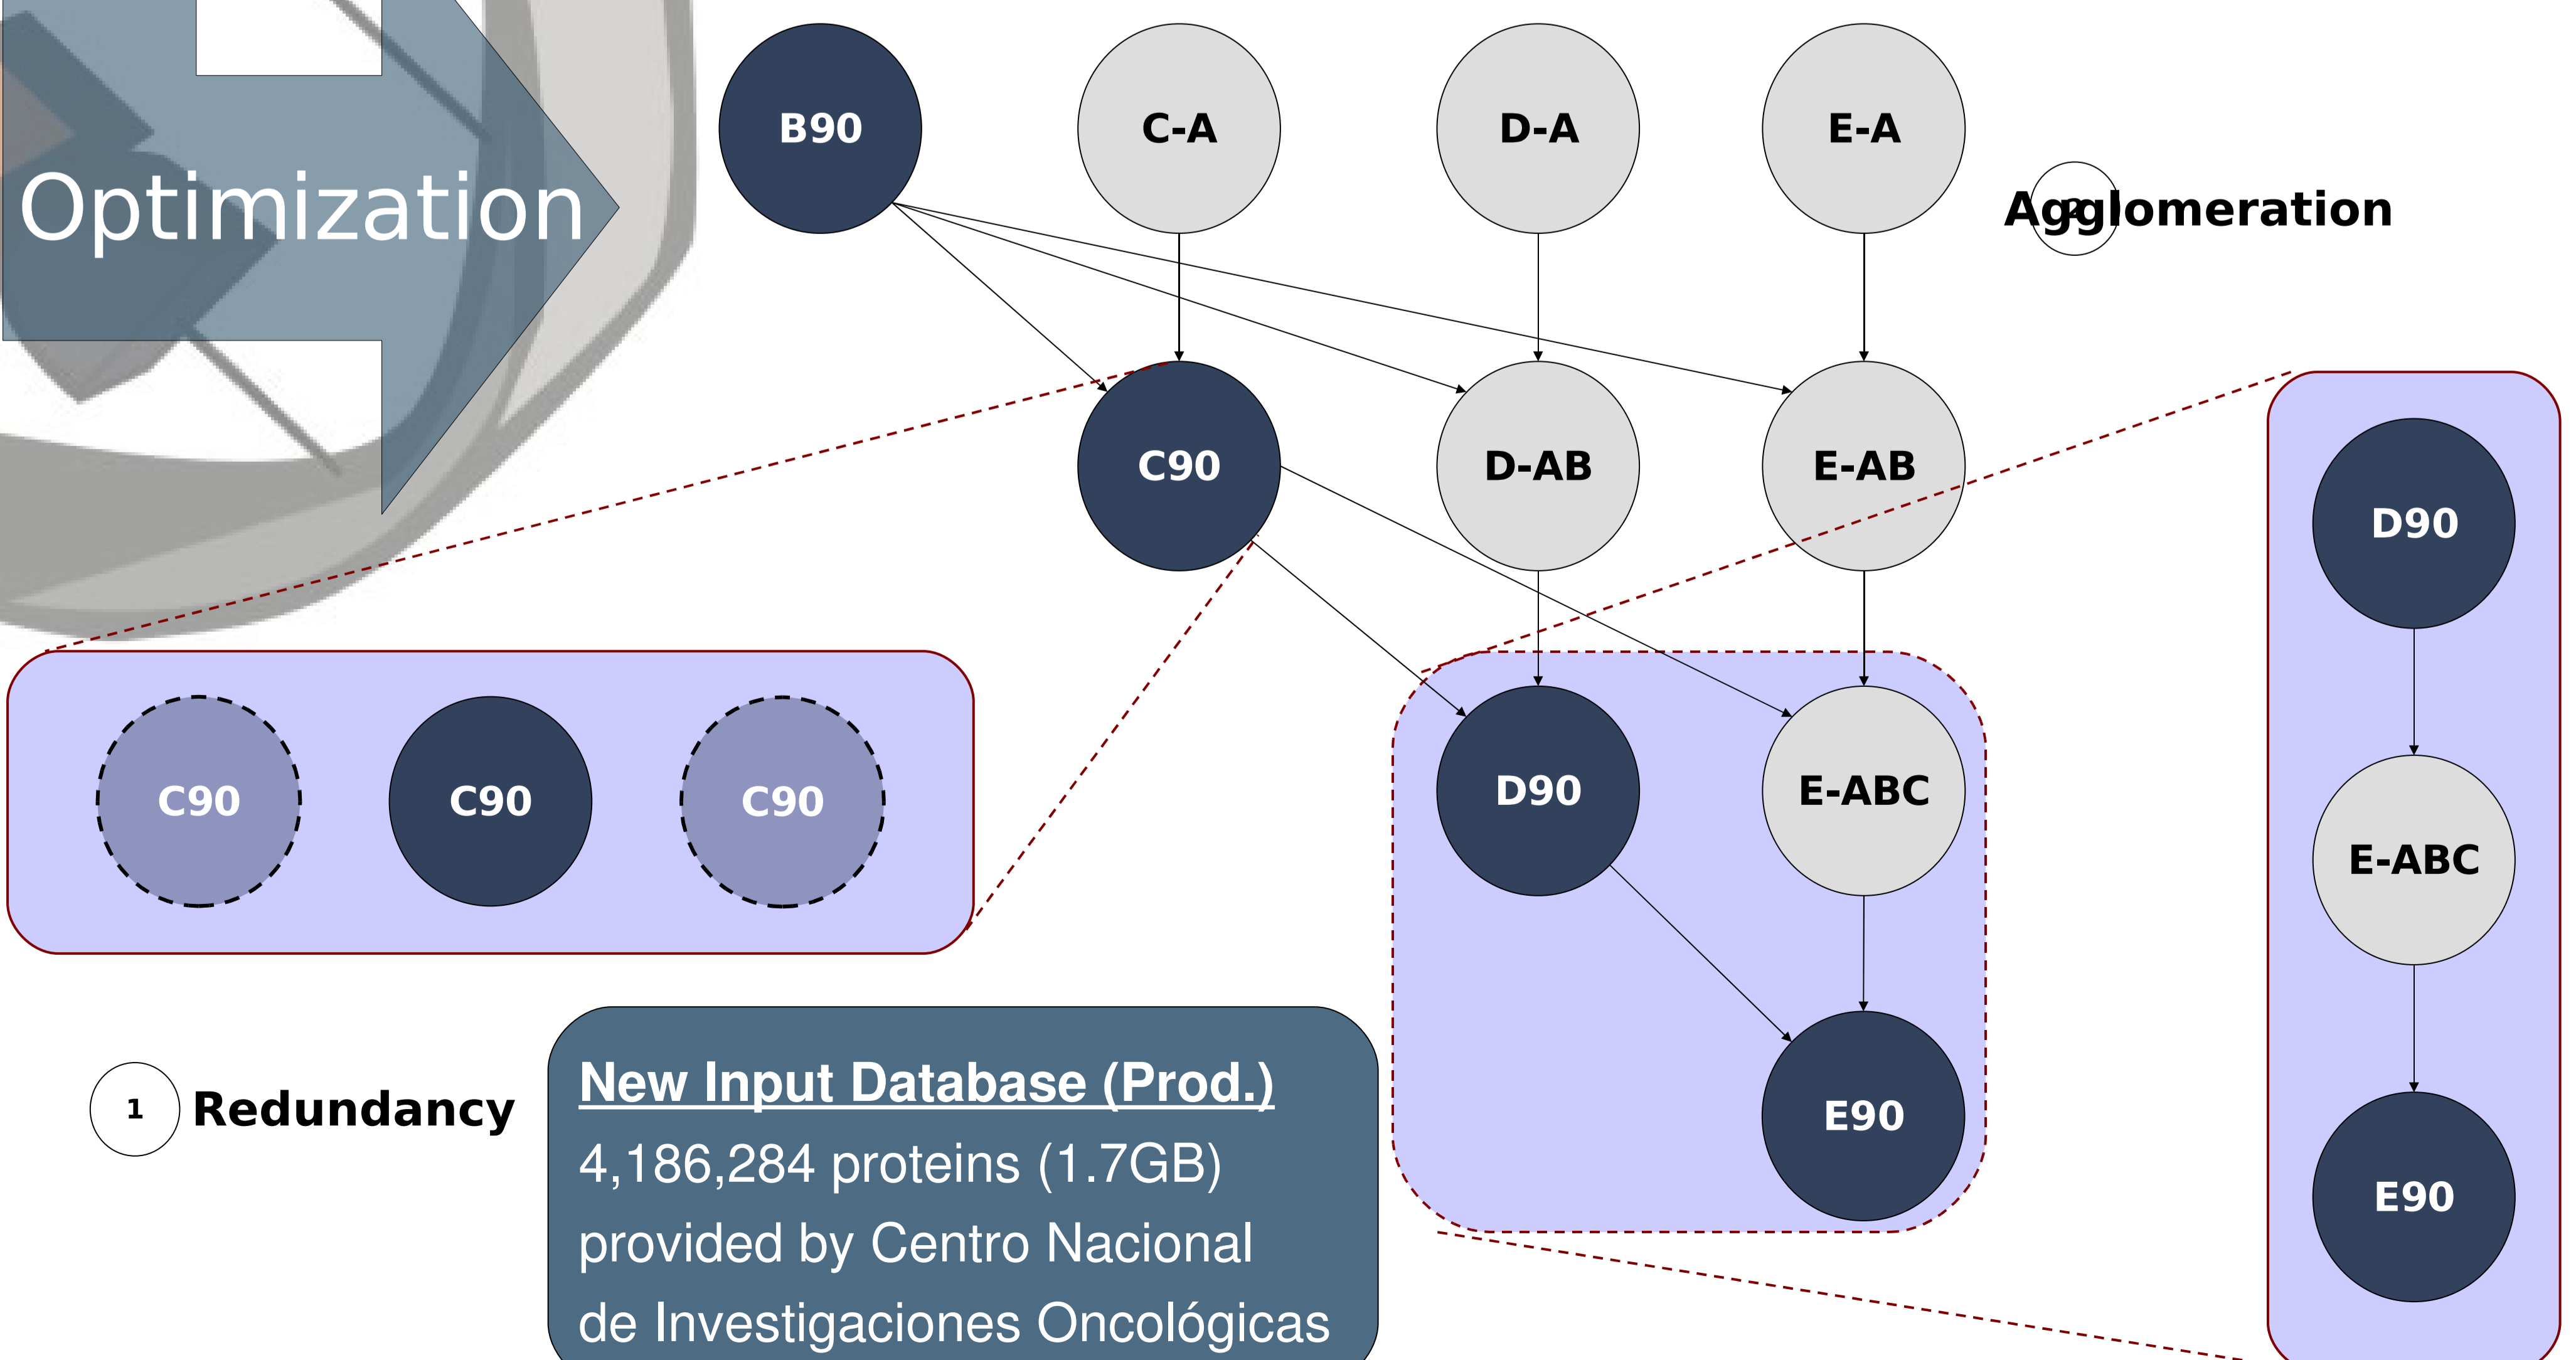 Optimization
B90
C-A
D-A
E-A
2
Agglomeration
C90
D-AB
E-AB
D90
C90
C90
C90
D90
E-ABC
E-ABC
E90
E90
1
Redundancy
New Input Database (Prod.)
4,186,284 proteins (1.7GB)
provided by Centro Nacional
de Investigaciones Oncológicas